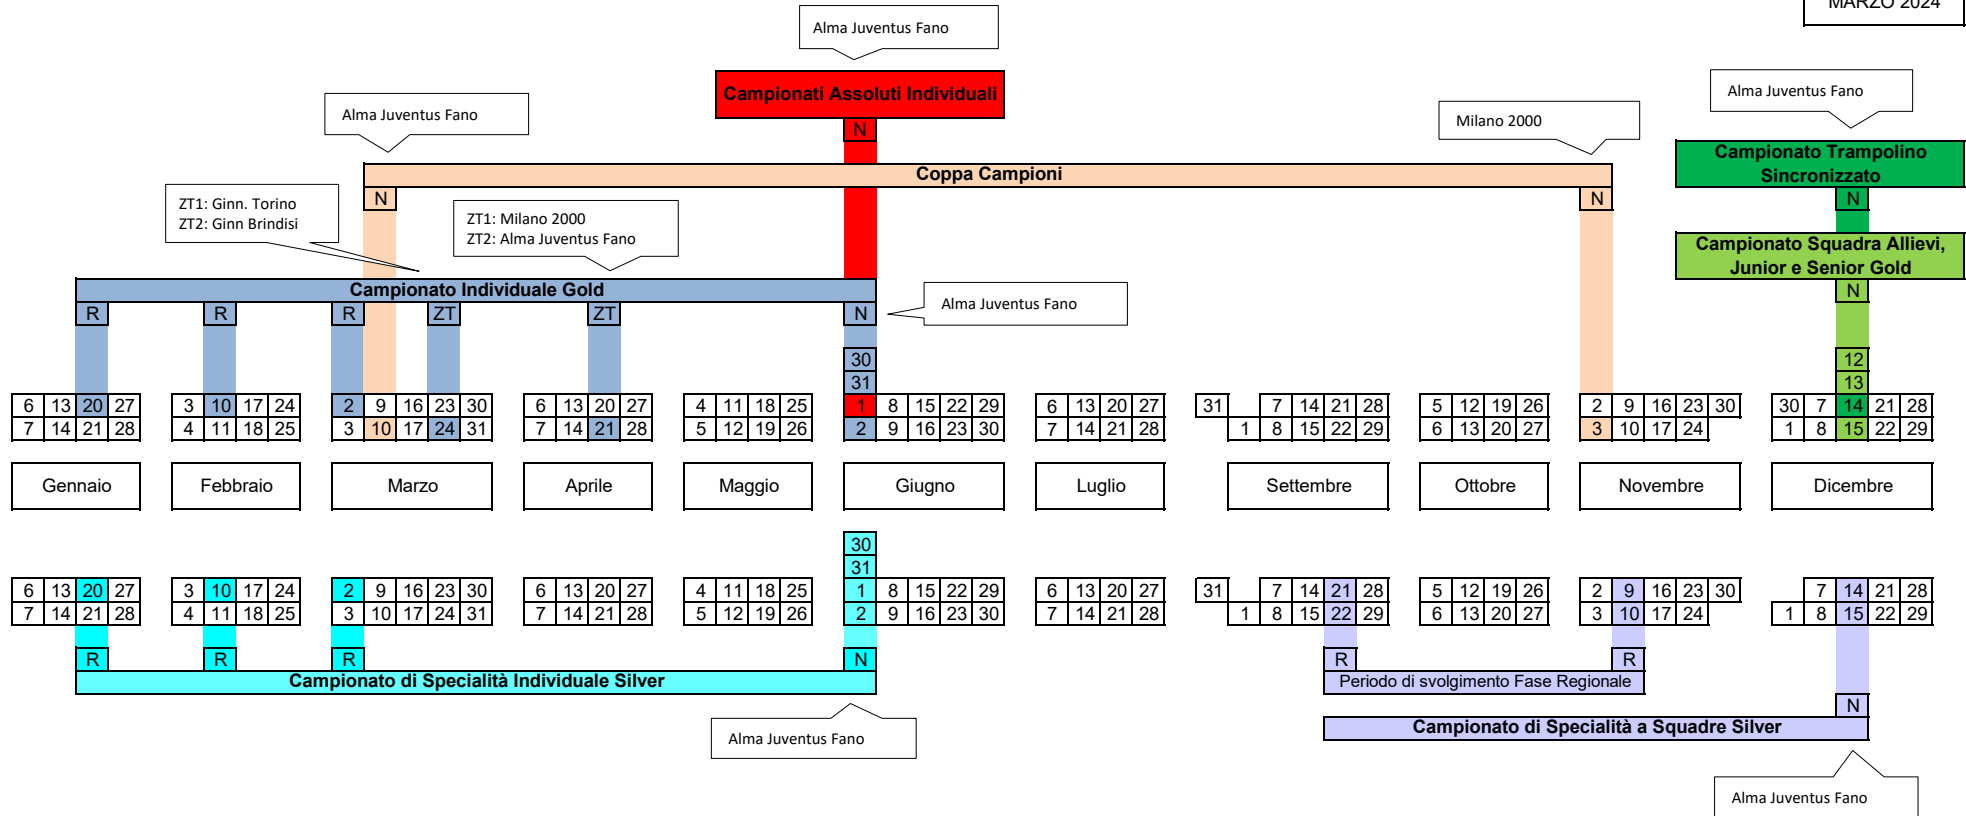 MARZO 2024
Alma Juventus Fano
Campionati Assoluti Individuali
N
Alma Juventus Fano
Milano 2000
Alma Juventus Fano
Coppa Campioni
N
N
Campionato Trampolino
Sincronizzato
N
ZT1: Ginn. Torino
ZT2: Ginn Brindisi
ZT1: Milano 2000
ZT2: Alma Juventus Fano
Campionato Squadra Allievi,
Junior e Senior Gold
N
Campionato Individuale Gold
R R R ZT ZT N
Alma Juventus Fano
30 12
31 13
6 13 20 27 3 10 17 24 2 9 16 23 30 6 13 20 27 4 11 18 25 1 8 15 22 29 6 13 20 27 31 7 14 21 28 5 12 19 26 2 9 16 23 30 30 7 14 21 28
7 14 21 28 4 11 18 25 3 10 17 24 31 7 14 21 28 5 12 19 26 2 9 16 23 30 7 14 21 28 1 8 15 22 29 6 13 20 27 3 10 17 24 1 8 15 22 29
Gennaio Febbraio Marzo Aprile Maggio Giugno Luglio Settembre Ottobre Novembre Dicembre
30
31
6 13 20 27 3 10 17 24 2 9 16 23 30 6 13 20 27 4 11 18 25 1 8 15 22 29 6 13 20 27 31 7 14 21 28 5 12 19 26 2 9 16 23 30 7 14 21 28
7 14 21 28 4 11 18 25 3 10 17 24 31 7 14 21 28 5 12 19 26 2 9 16 23 30 7 14 21 28 1 8 15 22 29 6 13 20 27 3 10 17 24 1 8 15 22 29
R R R N R R
Campionato di Specialità Individuale Silver
Periodo di svolgimento Fase Regionale
N
Campionato di Specialità a Squadre Silver
Alma Juventus Fano
Alma Juventus Fano